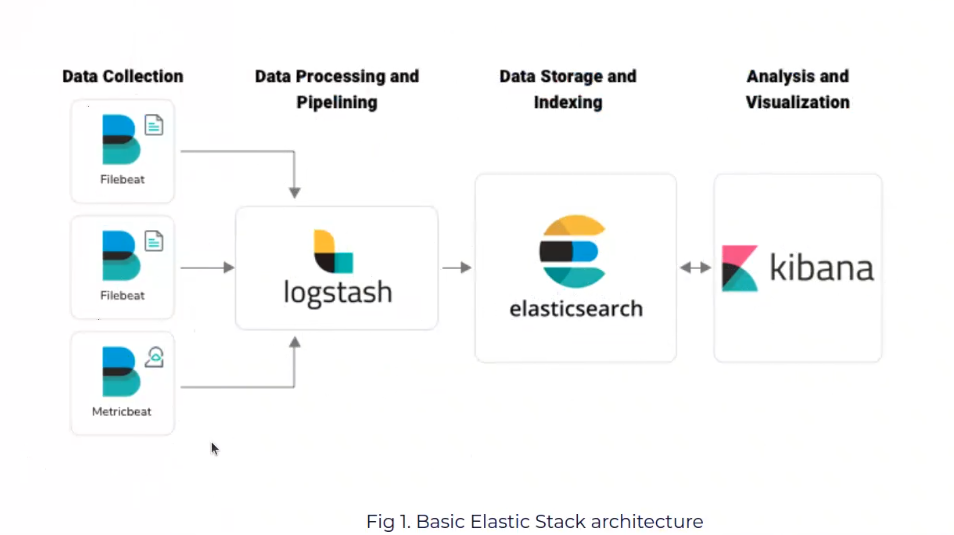 Data Collection
Data Processing and
Pipelining
Data Storage and
Indexing
Analysis and
Visualization
Filebeat
Filebeat
Metricbeat
logstash
elasticsearch
kibana
Fig 1. Basic Elastic Stack architecture